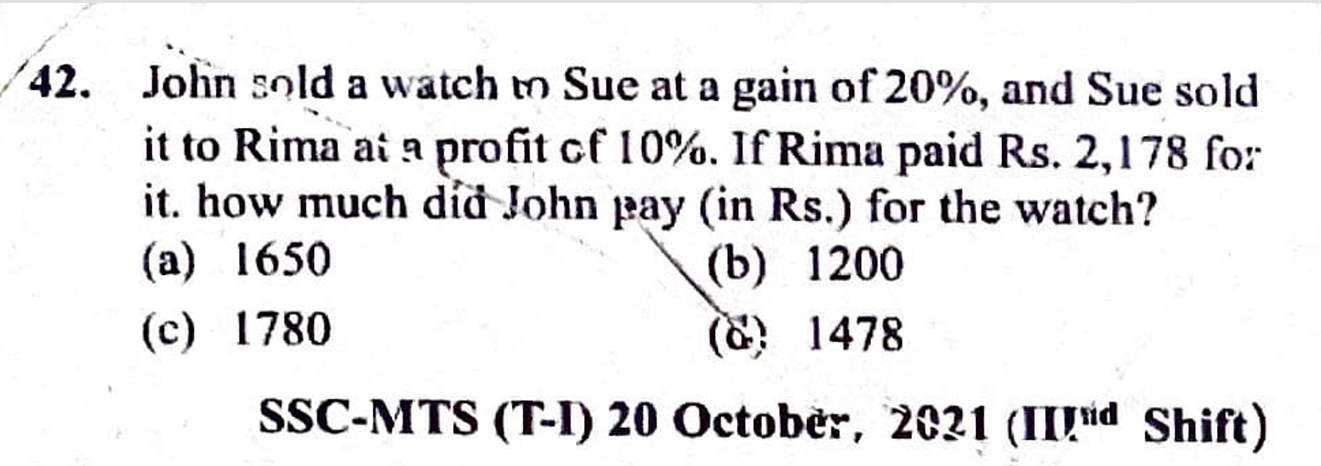 42. John sold a watch to Sue at a gain of 20%, and Sue sold
it to Rima at a profit of 10%. If Rima paid Rs. 2,178 for
it. how much did John pay (in Rs.) for the watch?
(a) 1650 (b) 1200
(c) 1780 (d) 1478
SSC-MTS (T-I) 20 October, 2021 (IIInd Shift)